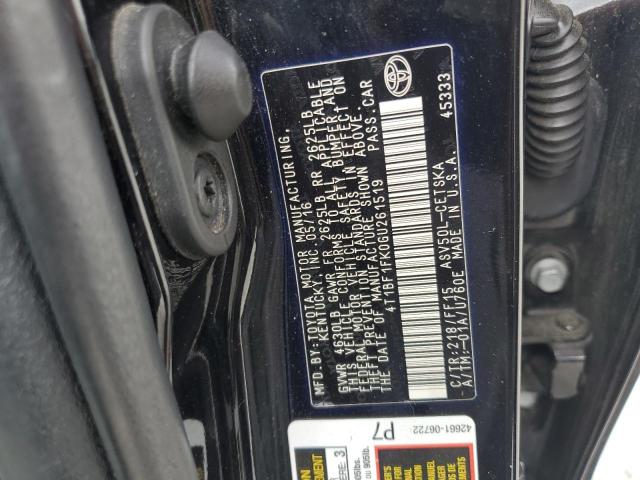 MFD.BY:TOYOTA MOTOR MANUFACTURING,
KENTUCKY, INC. 05/16
GVWR 4630LB GAWR FR 2625LB RR 2625LB
THIS VEHICLE CONFORMS TO ALL APPLICABLE
FEDERAL MOTOR VEHICLE SAFETY, BUMPER, AND
THEFT PREVENTION STANDARDS IN EFFECT ON
THE DATE OF MANUFACTURE SHOWN ABOVE.
4T1BF1FK0GU261519 PASS.CAR
C/TR:218/FF15 ASV50L-CETSKA
A/TM:-01A/U760E MADE IN U.S.A. 45333
42661-06722
P7